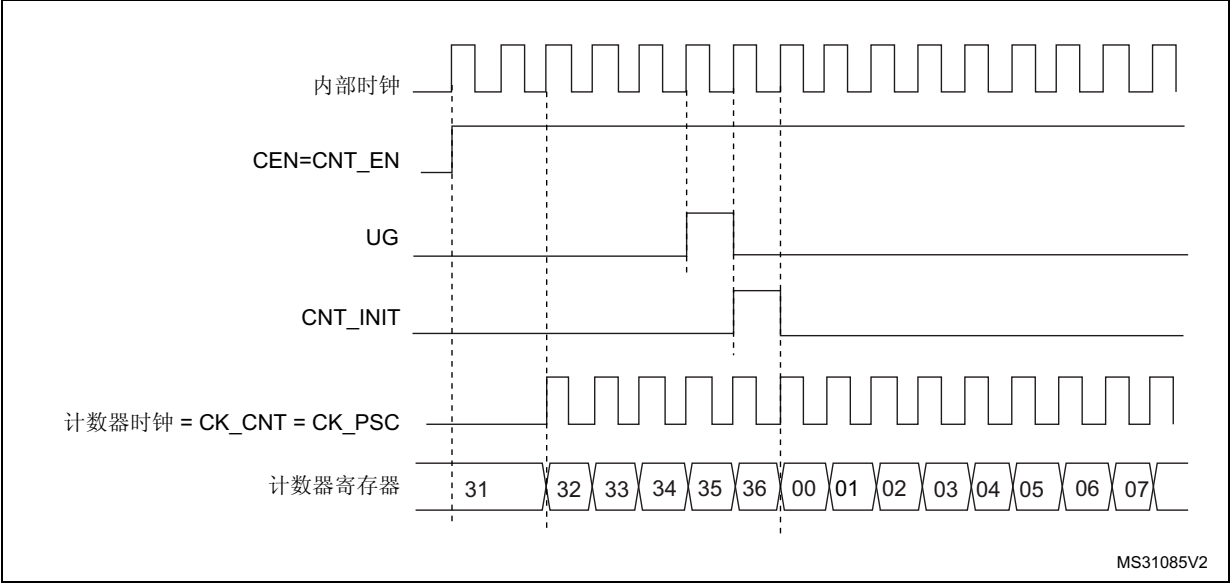 内部时钟
CEN=CNT_EN
UG
CNT_INIT
计数器时钟 = CK_CNT = CK_PSC
计数器寄存器 31 32 33 34 35 36 00 01 02 03 04 05 06 07
MS31085V2